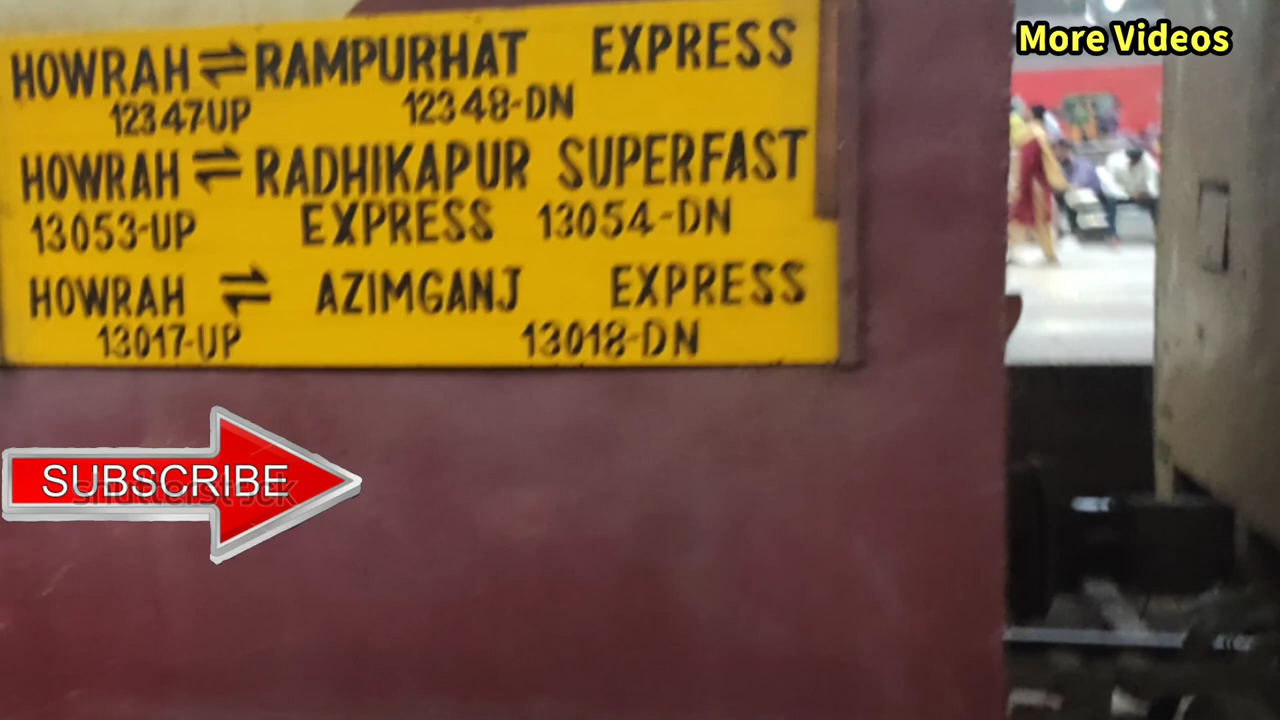 HOWRAH ⇌ RAMPURHAT EXPRESS
12347-UP 12348-DN
HOWRAH ⇌ RADHIKAPUR SUPERFAST
13053-UP EXPRESS 13054-DN
HOWRAH ⇌ AZIMGANJ EXPRESS
13017-UP 13018-DN
More Videos
SUBSCRIBE
shutterstock